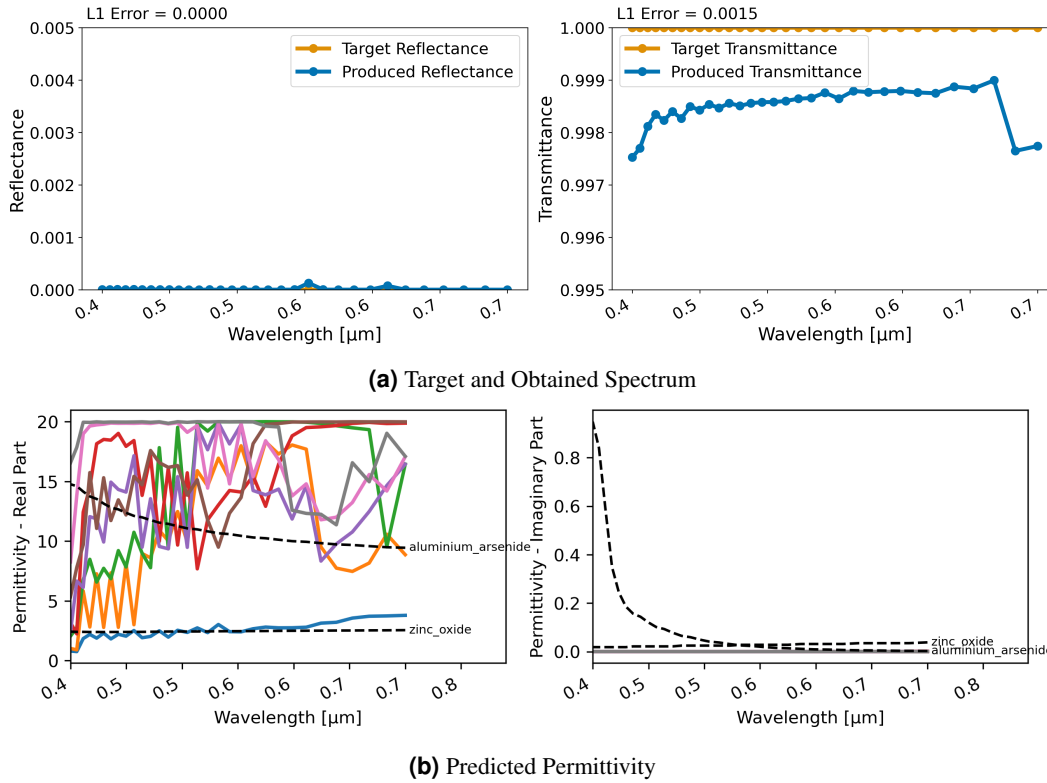 L1 Error = 0.0000
0.005
0.004
0.003
0.002
0.001
0.000
Reflectance
Target Reflectance
Produced Reflectance
0.4
0.5
0.5
0.6
0.6
0.7
0.7
Wavelength [μm]
L1 Error = 0.0015
1.000
0.999
0.998
0.997
0.996
0.995
Transmittance
Target Transmittance
Produced Transmittance
0.4
0.5
0.5
0.6
0.6
0.7
0.7
Wavelength [μm]
(a) Target and Obtained Spectrum
20
15
10
5
0
Permittivity - Real Part
aluminium_arsenide
zinc_oxide
0.4
0.5
0.5
0.6
0.6
0.7
0.7
0.8
Wavelength [μm]
0.8
0.6
0.4
0.2
0.0
Permittivity - Imaginary Part
zinc_oxide
aluminium_arsenide
0.4
0.5
0.5
0.6
0.6
0.7
0.7
0.8
Wavelength [μm]
(b) Predicted Permittivity